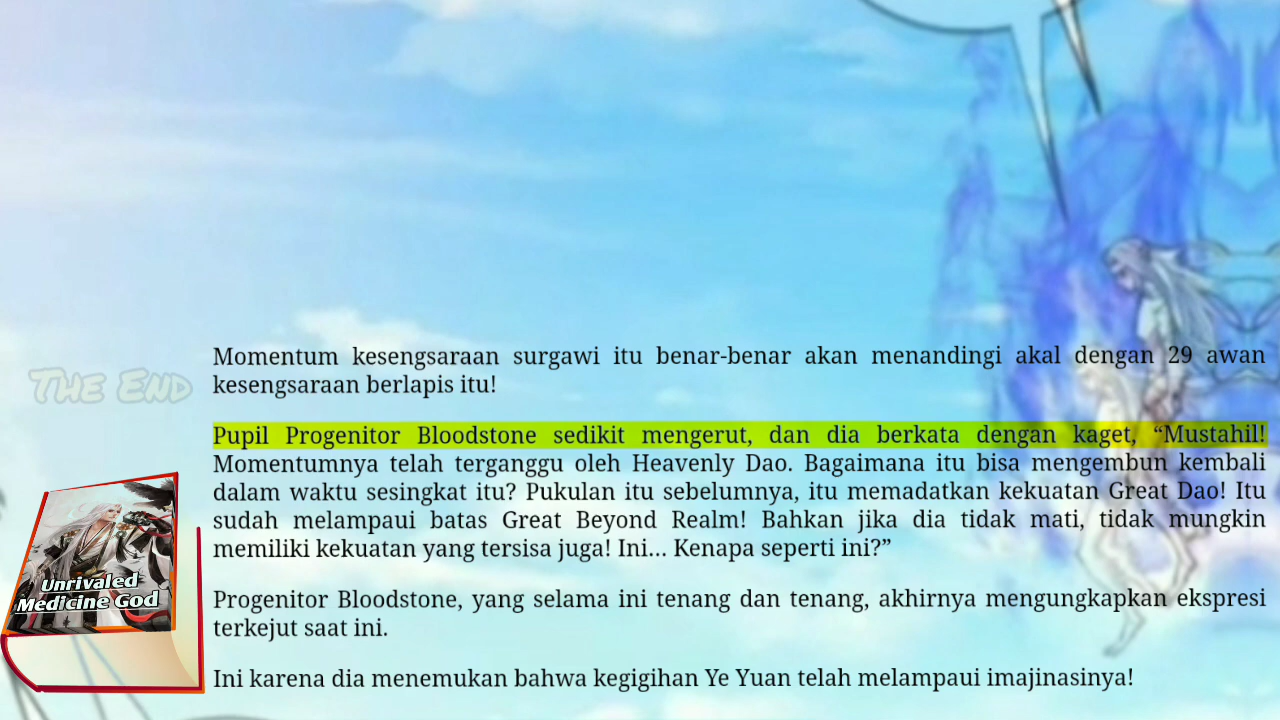 Momentum kesengsaraan surgawi itu benar-benar akan menandingi akal dengan 29 awan
kesengsaraan berlapis itu!
The End
Pupil Progenitor Bloodstone sedikit mengerut, dan dia berkata dengan kaget, “Mustahil!
Momentumnya telah terganggu oleh Heavenly Dao. Bagaimana itu bisa mengembun kembali
dalam waktu sesingkat itu? Pukulan itu sebelumnya, itu memadatkan kekuatan Great Dao! Itu
sudah melampaui batas Great Beyond Realm! Bahkan jika dia tidak mati, tidak mungkin
memiliki kekuatan yang tersisa juga! Ini... Kenapa seperti ini?”
Progenitor Bloodstone, yang selama ini tenang dan tenang, akhirnya mengungkapkan ekspresi
terkejut saat ini.
Ini karena dia menemukan bahwa kegigihan Ye Yuan telah melampaui imajinasinya!
Unrivaled
Medicine God